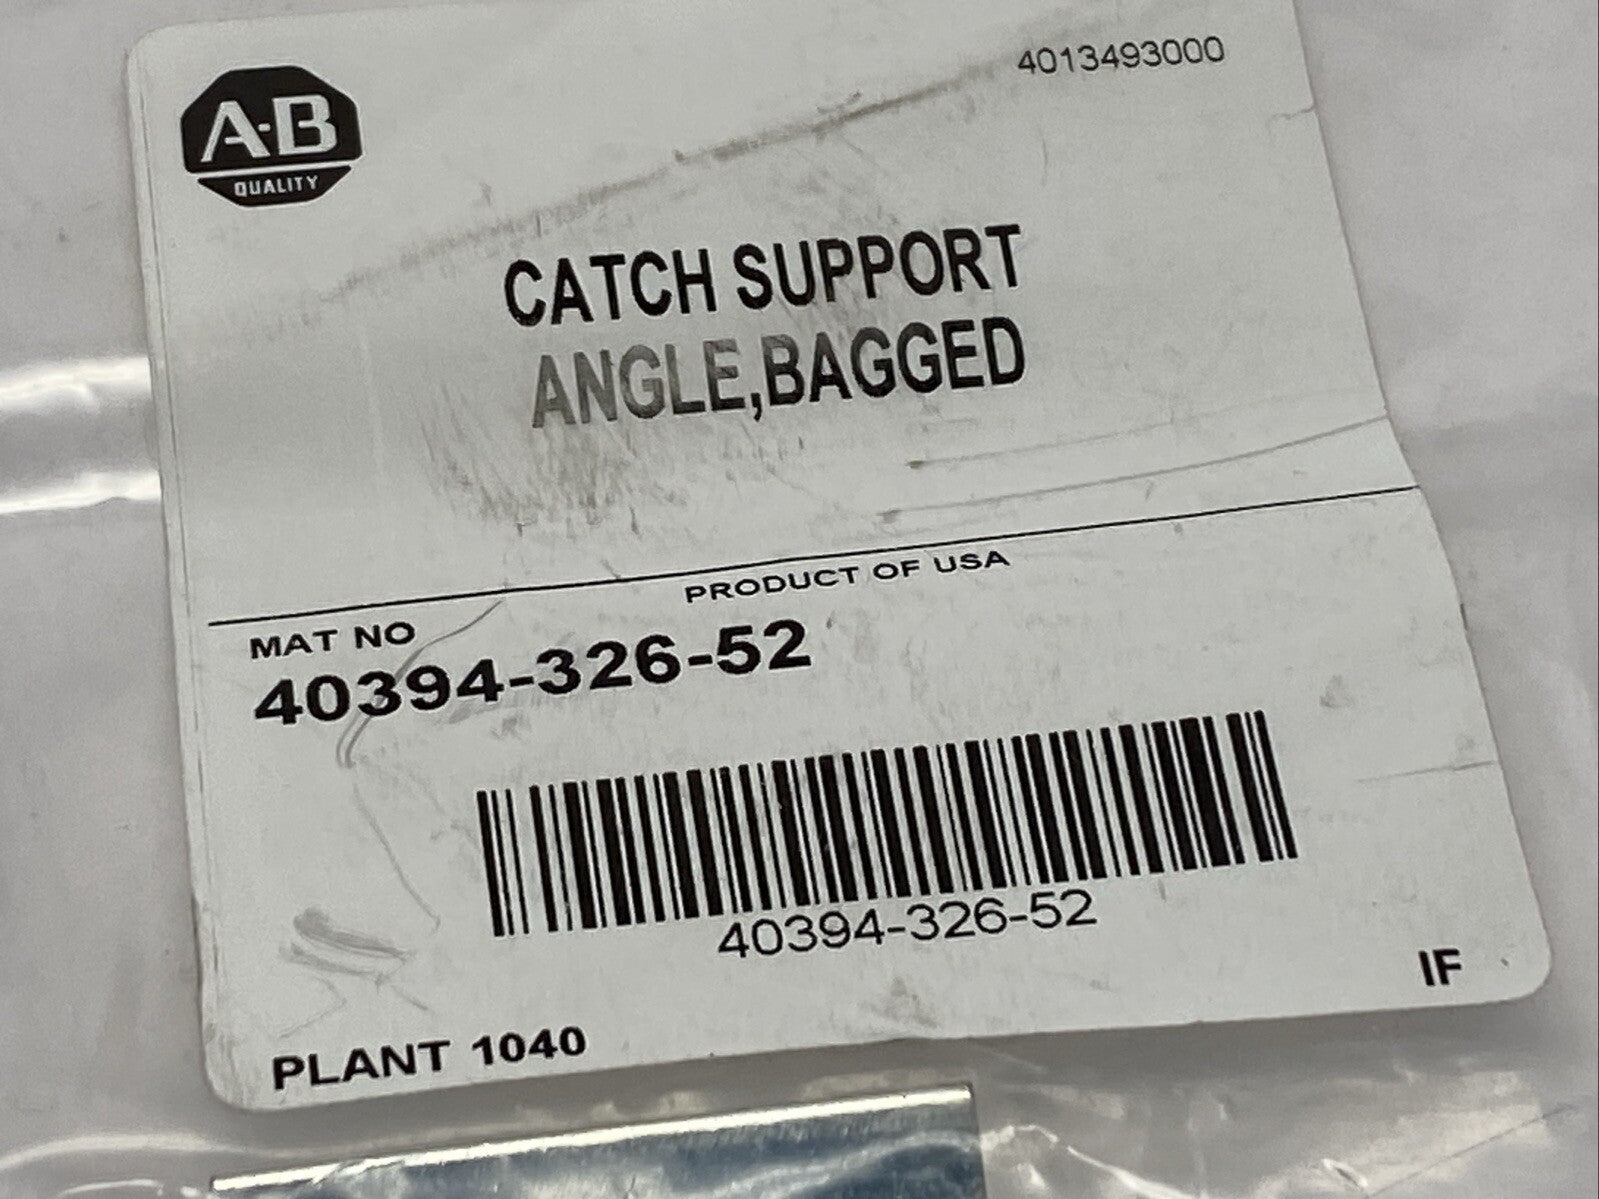 A-B
QUALITY
4013493000
CATCH SUPPORT
ANGLE,BAGGED
PRODUCT OF USA
MAT NO
40394-326-52
40394-326-52
IF
PLANT 1040